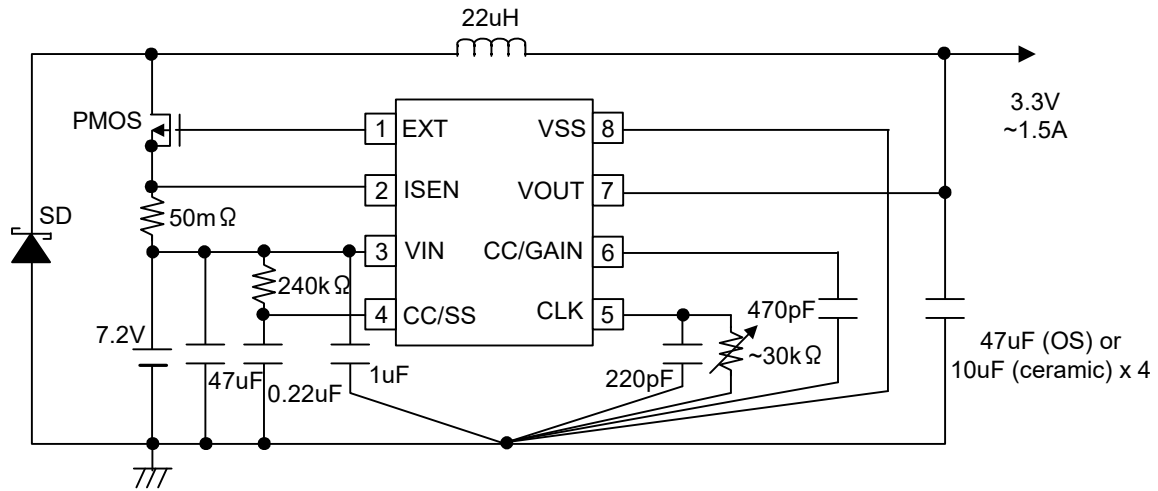 22uH
3.3V
~1.5A
PMOS
1 EXT
VSS 8
2 ISEN
VOUT 7
SD
50mΩ
3 VIN
CC/GAIN 6
240kΩ
4 CC/SS
CLK 5
470pF
7.2V
47uF
0.22uF
1uF
220pF
~30kΩ
47uF (OS) or
10uF (ceramic) x 4